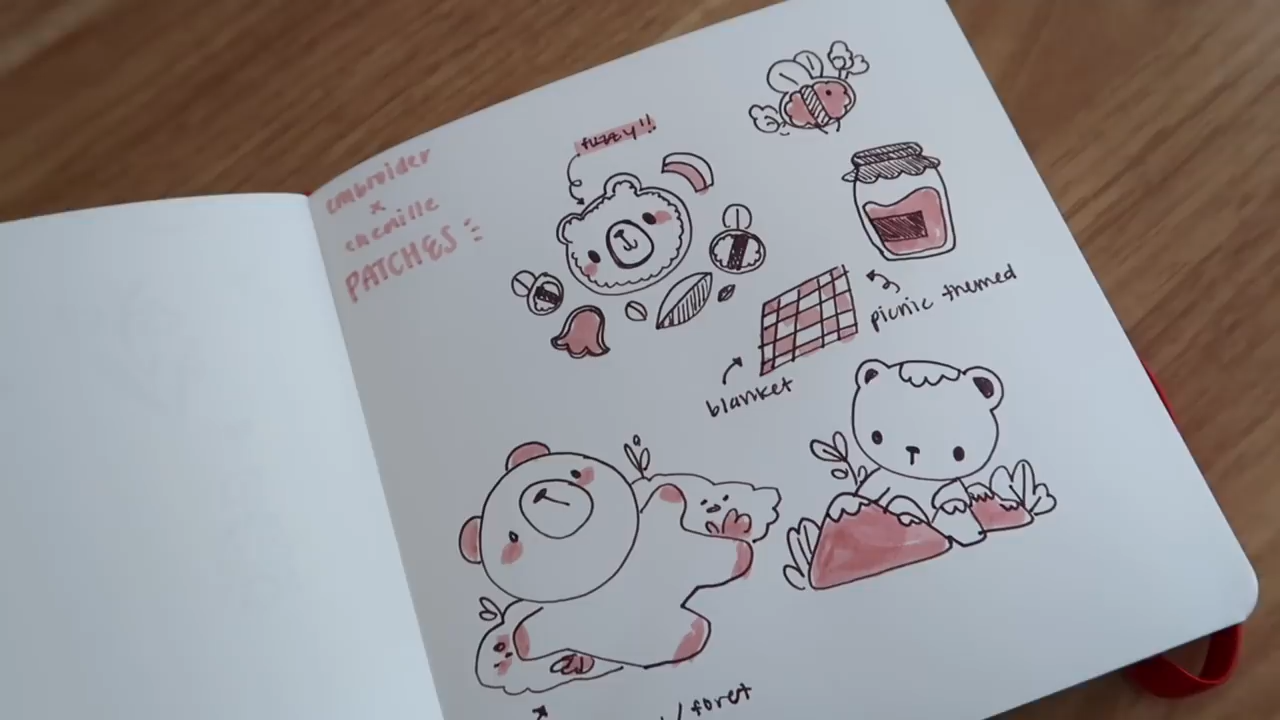 embroider
x
chenille
PATCHES
fuzzy!!
picnic themed
blanket
/ forest